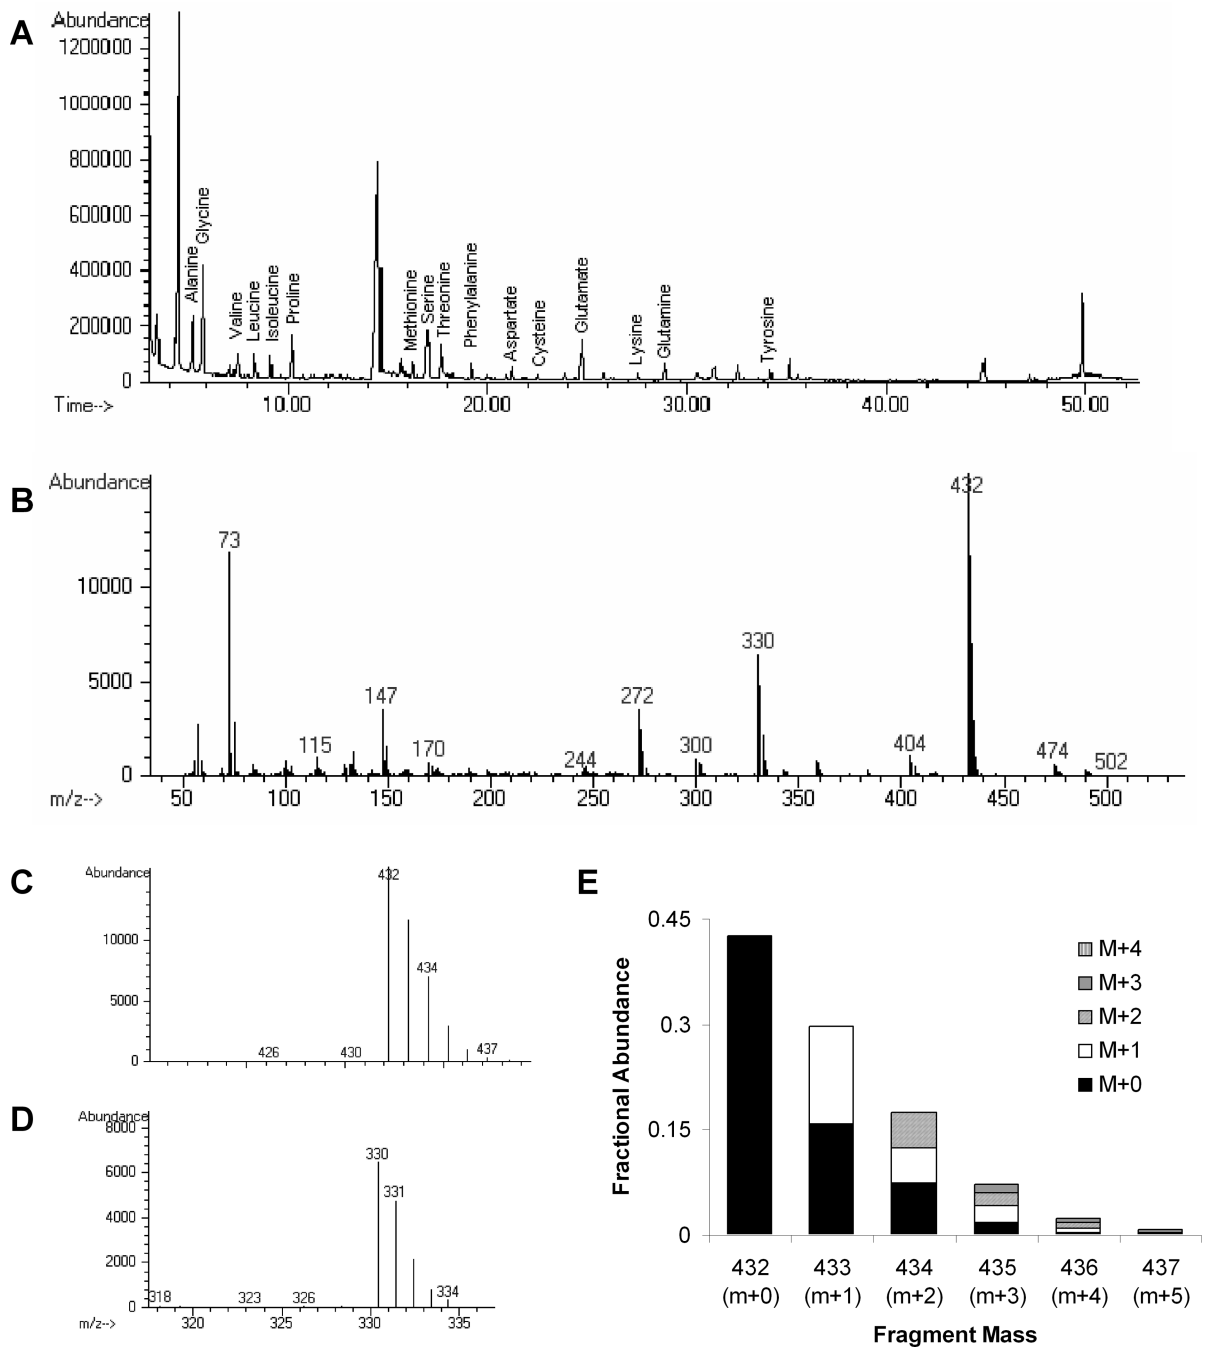 A
Abundance
1200000
1000000
800000
600000
400000
200000
0
Alanine
Glycine
Valine
Leucine
Isoleucine
Proline
Methionine
Serine
Threonine
Phenylalanine
Aspartate
Cysteine
Glutamate
Lysine
Glutamine
Tyrosine
Time--> 10.00 20.00 30.00 40.00 50.00
B
Abundance
10000
5000
0
73
115
147
170
244
272
300
330
404
432
474
502
m/z--> 50 100 150 200 250 300 350 400 450 500
C
Abundance
10000
5000
0
426
430
432
434
437
D
Abundance
8000
6000
4000
2000
0
318
323
326
330
331
334
m/z--> 320 325 330 335
E
Fractional Abundance
0.45
0.3
0.15
0
M+4
M+3
M+2
M+1
M+0
432 433 434 435 436 437
(m+0) (m+1) (m+2) (m+3) (m+4) (m+5)
Fragment Mass